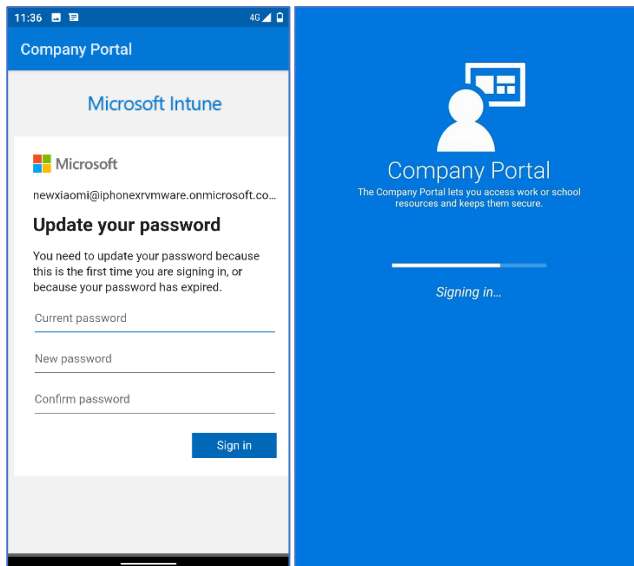 11:36
4G
Company Portal
Microsoft Intune
Microsoft
newxiaomi@iphonexrvmware.onmicrosoft.co...
Update your password
You need to update your password because
this is the first time you are signing in, or
because your password has expired.
Current password
New password
Confirm password
Sign in
Company Portal
The Company Portal lets you access work or school
resources and keeps them secure.
Signing in...